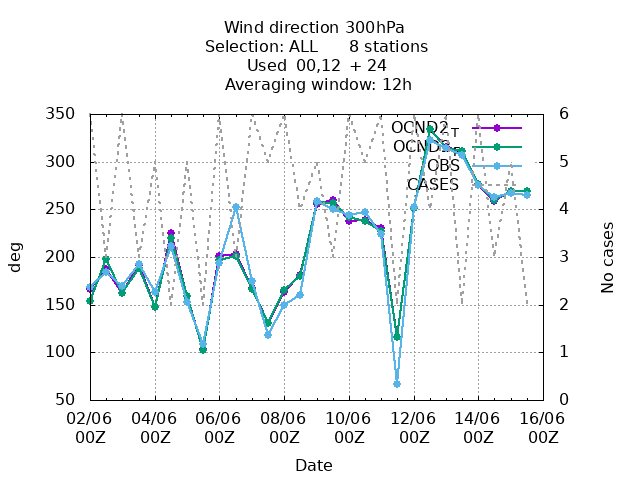 Wind direction 300hPa
Selection: ALL 8 stations
Used 00,12 + 24
Averaging window: 12h
350 300 250 200 150 100 50
deg
6 5 4 3 2 1 0
No cases
OCND2_T
OBS
CASES
02/06 04/06 06/06 08/06 10/06 12/06 14/06 16/06
00Z 00Z 00Z 00Z 00Z 00Z 00Z 00Z
Date